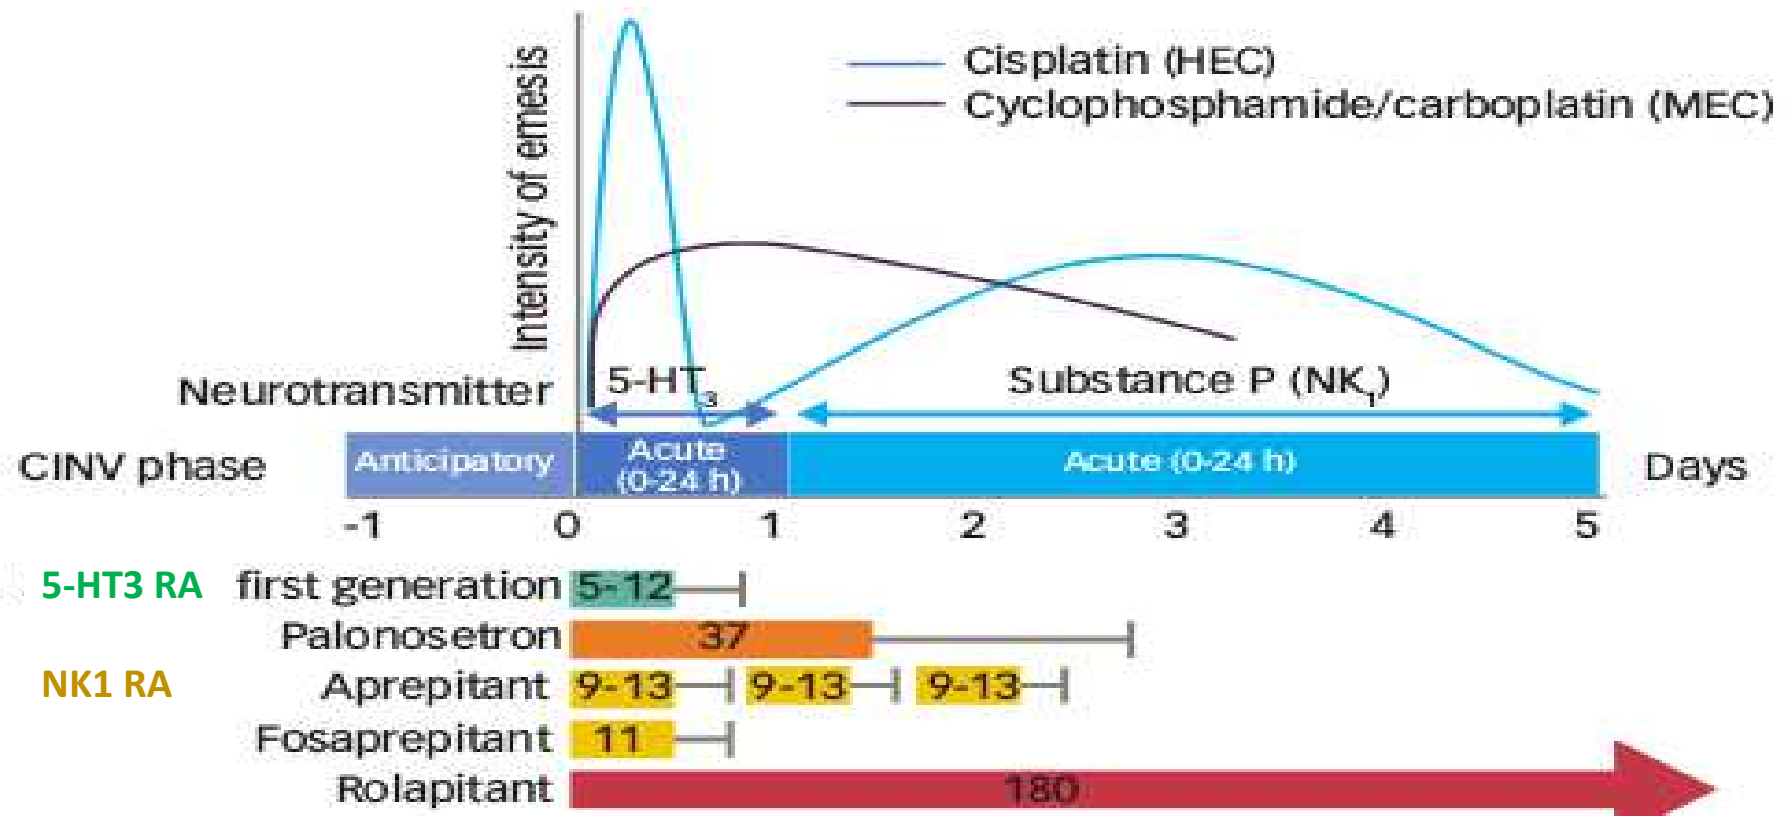 Intensity of emesis
Cisplatin (HEC)
Cyclophosphamide/carboplatin (MEC)
Neurotransmitter
5-HT₃
Substance P (NK₁)
CINV phase
Anticipatory
Acute
(0-24 h)
Acute (0-24 h)
Days
-1 0 1 2 3 4 5
5-HT3 RA first generation 5-12
Palonosetron 37
NK1 RA Aprepitant 9-13 9-13 9-13
Fosaprepitant 11
Rolapitant 180